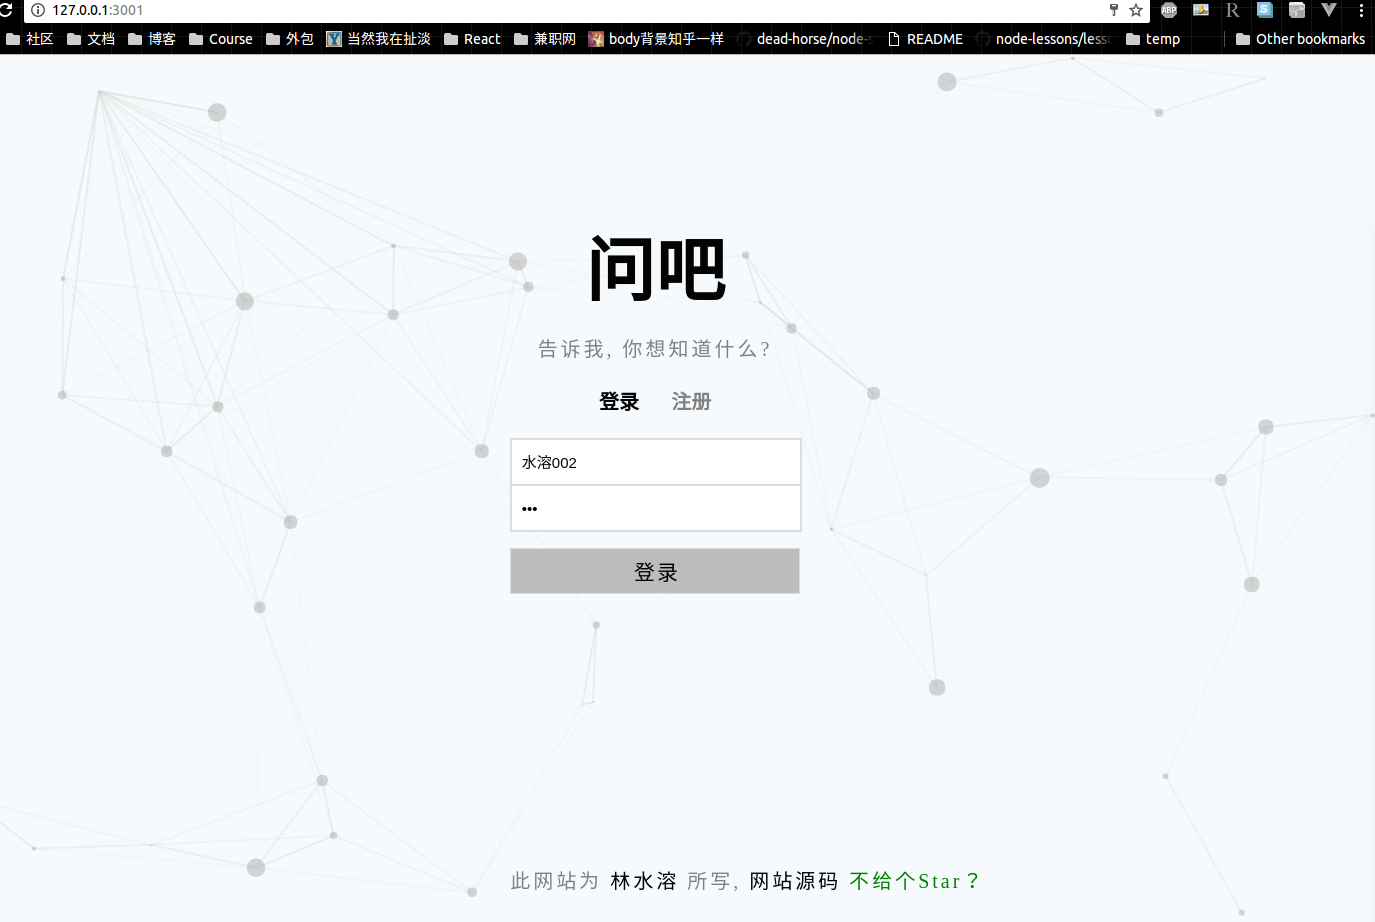 127.0.0.1:3001
社区 文档 博客 Course 外包 当然我在扯淡 React 兼职网 body背景知乎一样 dead-horse/node- README node-lessons/less temp Other bookmarks
问吧
告诉我, 你想知道什么?
登录 注册
水溶002
•••
登录
此网站为 林水溶 所写, 网站源码 不给个Star？